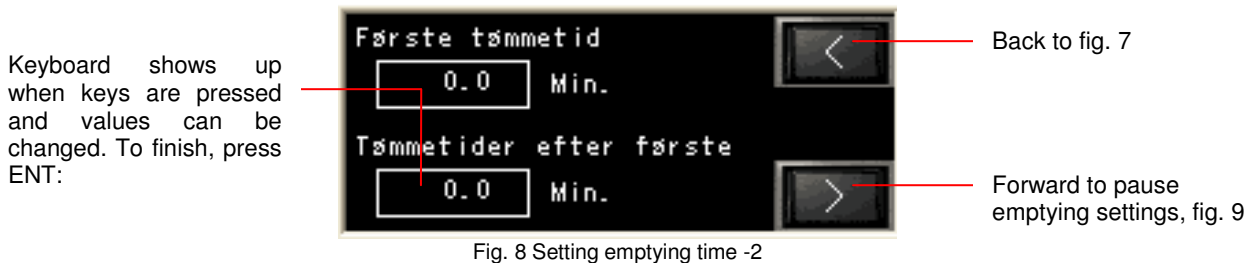 Keyboard shows up
when keys are pressed
and values can be
changed. To finish, press
ENT:
Første tømmetid
0.0 Min.
Tømmetider efter første
0.0 Min.
<
>
Back to fig. 7
Forward to pause
emptying settings, fig. 9
Fig. 8 Setting emptying time -2